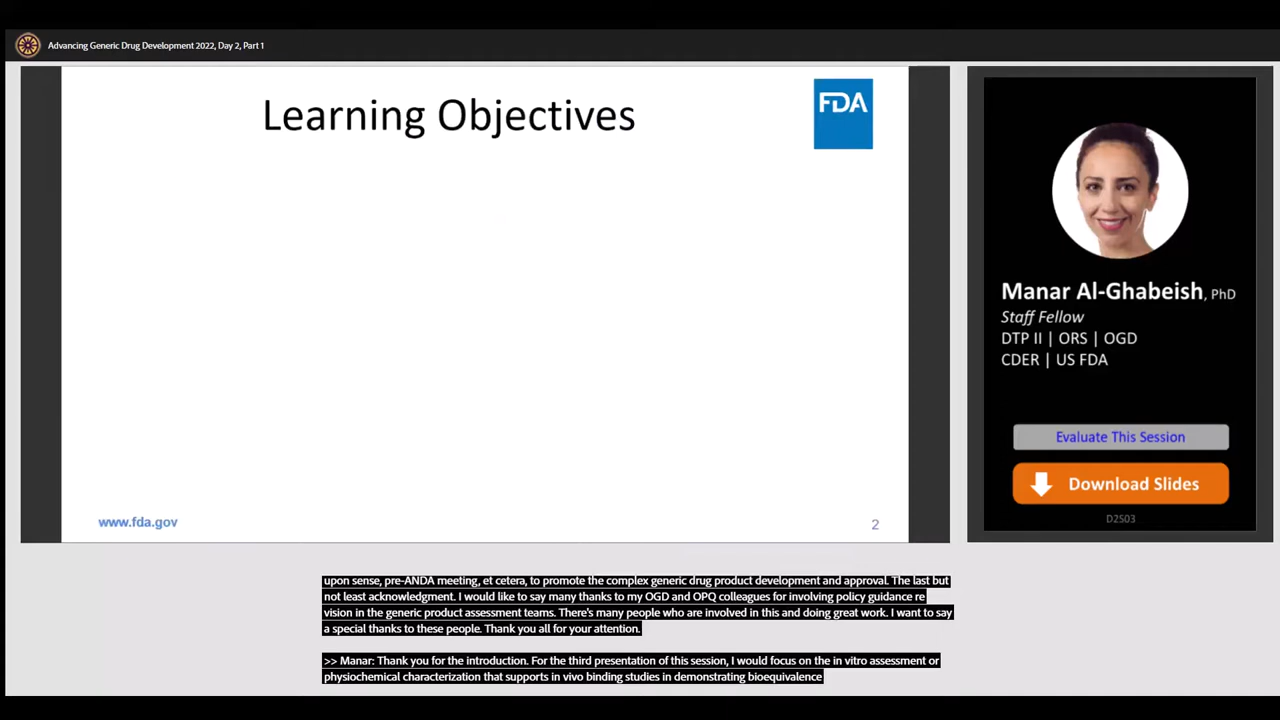 Advancing Generic Drug Development 2022, Day 2, Part 1
Learning Objectives
FDA
www.fda.gov
2
Manar Al-Ghabeish, PhD
Staff Fellow
DTP II | ORS | OGD
CDER | US FDA
Evaluate This Session
Download Slides
D2S03
upon sense, pre-ANDA meeting, et cetera, to promote the complex generic drug product development and approval. The last but
not least acknowledgment. I would like to say many thanks to my OGD and OPQ colleagues for involving policy guidance re
vision in the generic product assessment teams. There's many people who are involved in this and doing great work. I want to say
a special thanks to these people. Thank you all for your attention.
>> Manar: Thank you for the introduction. For the third presentation of this session, I would focus on the in vitro assessment or
physiochemical characterization that supports in vivo binding studies in demonstrating bioequivalence